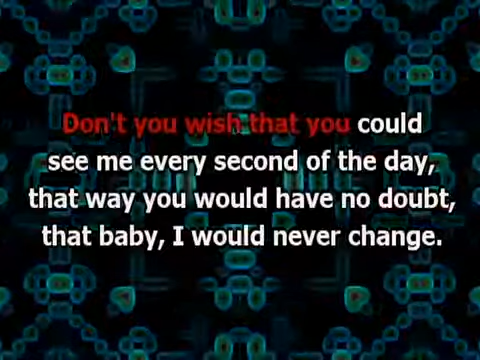 Don't you wish that you could
see me every second of the day,
that way you would have no doubt,
that baby, I would never change.